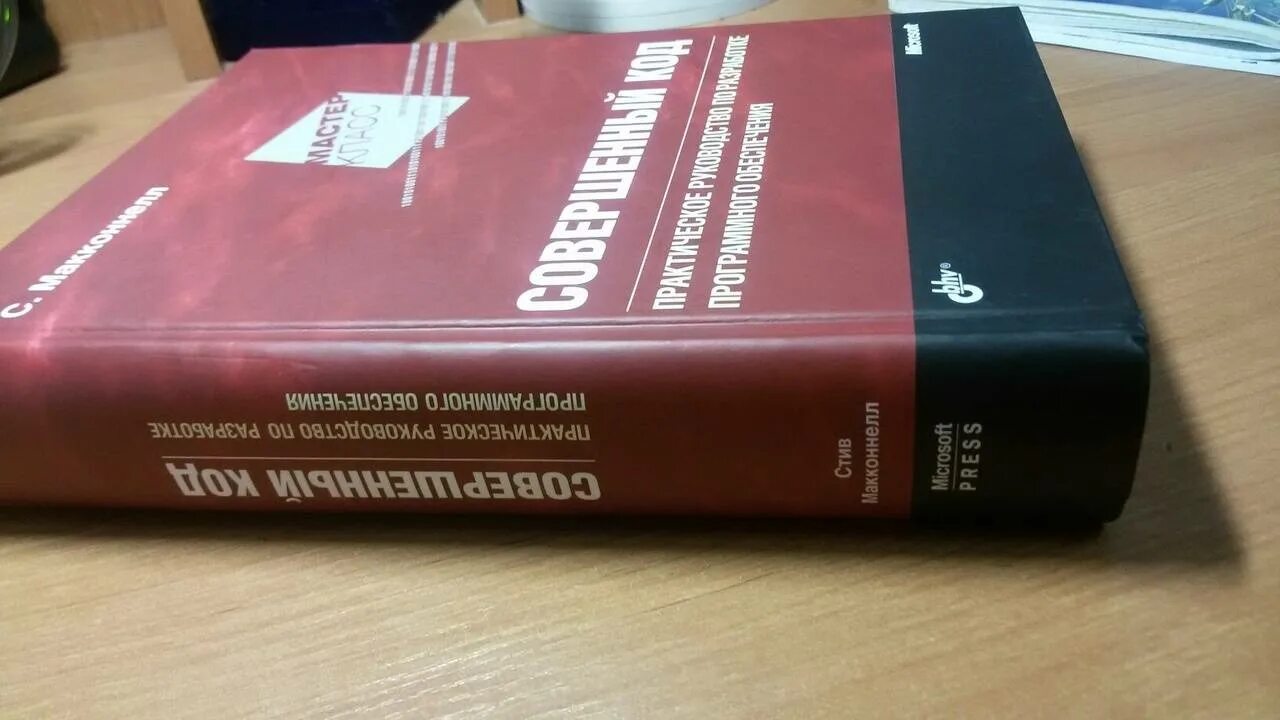 С. Макконнелл
МАСТЕР
КЛАСС
СОВЕРШЕННЫЙ КОД
ПРАКТИЧЕСКОЕ РУКОВОДСТВО ПО РАЗРАБОТКЕ
ПРОГРАММНОГО ОБЕСПЕЧЕНИЯ
Microsoft
bhv®
СОВЕРШЕННЫЙ КОД
ПРАКТИЧЕСКОЕ РУКОВОДСТВО ПО РАЗРАБОТКЕ
ПРОГРАММНОГО ОБЕСПЕЧЕНИЯ
Стив
Макконнелл
Microsoft
PRESS